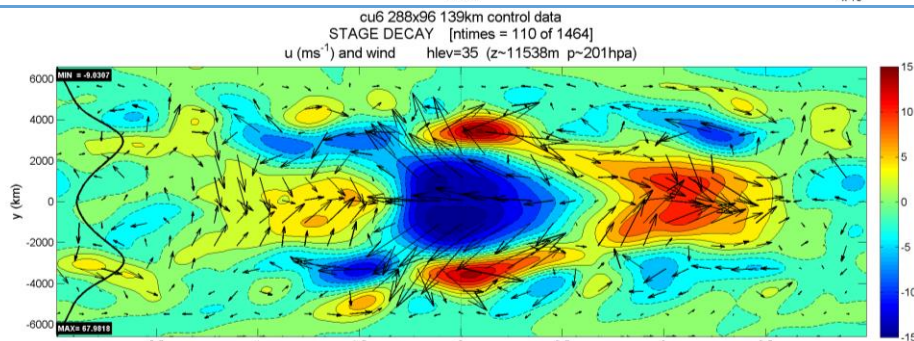 cu6 288x96 139km control data
STAGE DECAY [ntimes = 110 of 1464]
u (ms⁻¹) and wind hlev=35 (z~11538m p~201hpa)
MIN = -9.0307
MAX= 67.9818
y (km)
6000
4000
2000
0
-2000
-4000
-6000
15
10
5
0
-5
-10
-15